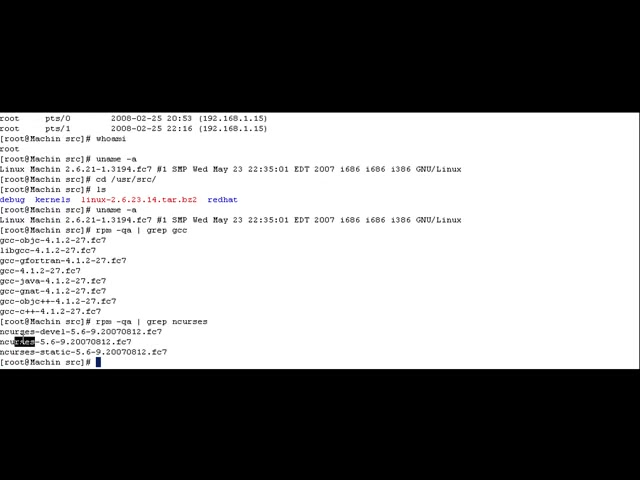 root     pts/0        2008-02-25 20:53 (192.168.1.15)
root     pts/1        2008-02-25 22:16 (192.168.1.15)
[root@Machin src]# whoami
root
[root@Machin src]# uname -a
Linux Machin 2.6.21-1.3194.fc7 #1 SMP Wed May 23 22:35:01 EDT 2007 i686 i686 i386 GNU/Linux
[root@Machin src]# cd /usr/src/
[root@Machin src]# ls
debug  kernels  linux-2.6.23.14.tar.bz2  redhat
[root@Machin src]# uname -a
Linux Machin 2.6.21-1.3194.fc7 #1 SMP Wed May 23 22:35:01 EDT 2007 i686 i686 i386 GNU/Linux
[root@Machin src]# rpm -qa | grep gcc
gcc-objc-4.1.2-27.fc7
libgcc-4.1.2-27.fc7
gcc-gfortran-4.1.2-27.fc7
gcc-4.1.2-27.fc7
gcc-java-4.1.2-27.fc7
gcc-gnat-4.1.2-27.fc7
gcc-objc++-4.1.2-27.fc7
gcc-c++-4.1.2-27.fc7
[root@Machin src]# rpm -qa | grep ncurses
ncurses-devel-5.6-9.20070812.fc7
ncurses-5.6-9.20070812.fc7
ncurses-static-5.6-9.20070812.fc7
[root@Machin src]#